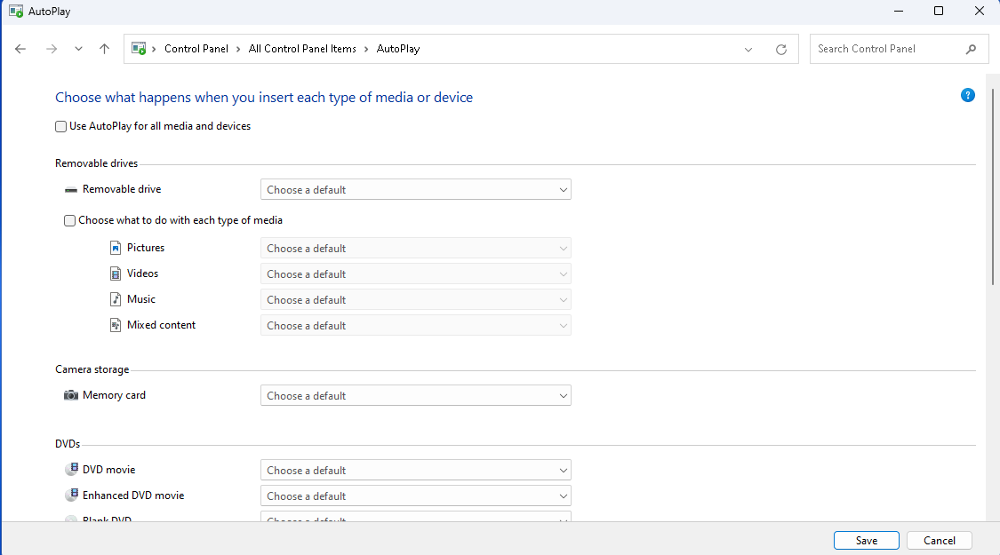 AutoPlay
Control Panel > All Control Panel Items > AutoPlay
Search Control Panel
Choose what happens when you insert each type of media or device
?
Use AutoPlay for all media and devices
Removable drives
Removable drive Choose a default
Choose what to do with each type of media
Pictures Choose a default
Videos Choose a default
Music Choose a default
Mixed content Choose a default
Camera storage
Memory card Choose a default
DVDs
DVD movie Choose a default
Enhanced DVD movie Choose a default
Blank DVD Choose a default
Save Cancel